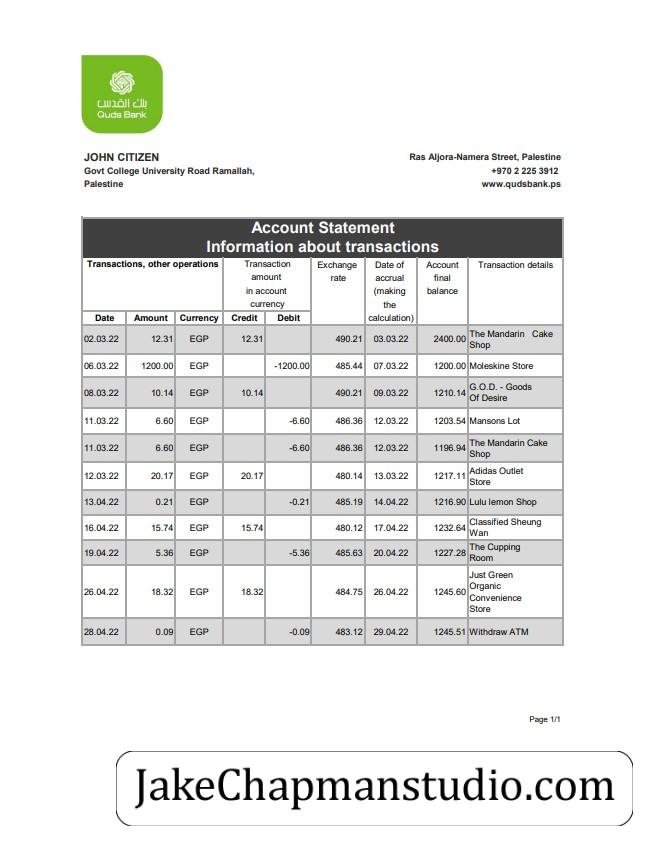 بنك القدس
Quds Bank
JOHN CITIZEN
Govt College University Road Ramallah,
Palestine
Ras Aljora-Namera Street, Palestine
+970 2 225 3912
www.qudsbank.ps
Account Statement
Information about transactions
Transactions, other operations
Transaction
amount
in account
currency
Exchange
rate
Date of
accrual
(making
the
calculation)
Account
final
balance
Transaction details
Date Amount Currency Credit Debit
02.03.22 12.31 EGP 12.31 490.21 03.03.22 2400.00 The Mandarin Cake
Shop
06.03.22 1200.00 EGP -1200.00 485.44 07.03.22 1200.00 Moleskine Store
08.03.22 10.14 EGP 10.14 490.21 09.03.22 1210.14 G.O.D. - Goods
Of Desire
11.03.22 6.60 EGP -6.60 486.36 12.03.22 1203.54 Mansons Lot
11.03.22 6.60 EGP -6.60 486.36 12.03.22 1196.94 The Mandarin Cake
Shop
12.03.22 20.17 EGP 20.17 480.14 13.03.22 1217.11 Adidas Outlet
Store
13.04.22 0.21 EGP -0.21 485.19 14.04.22 1216.90 Lulu lemon Shop
16.04.22 15.74 EGP 15.74 480.12 17.04.22 1232.64 Classified Sheung
Wan
19.04.22 5.36 EGP -5.36 485.63 20.04.22 1227.28 The Cupping
Room
26.04.22 18.32 EGP 18.32 484.75 26.04.22 1245.60 Just Green
Organic
Convenience
Store
28.04.22 0.09 EGP -0.09 483.12 29.04.22 1245.51 Withdraw ATM
Page 1/1
JakeChapmanstudio.com